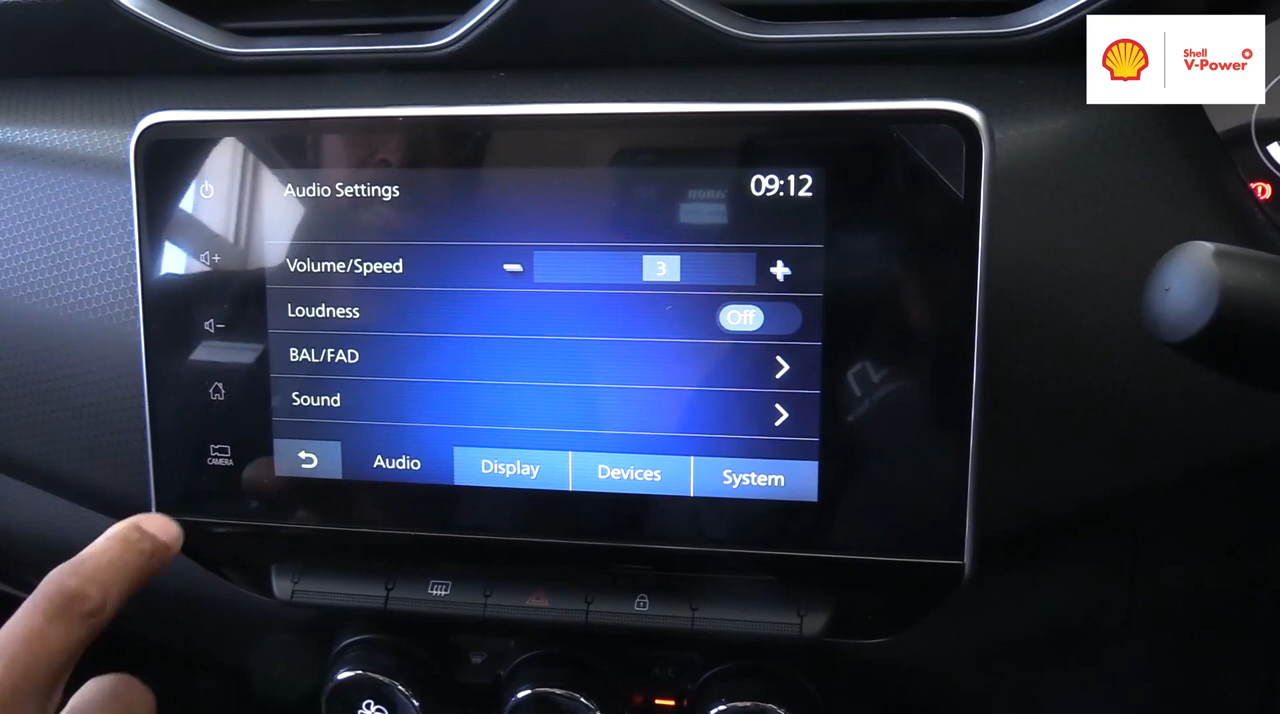 Shell
V-Power
Audio Settings
09:12
Volume/Speed
3
Loudness
Off
BAL/FAD
Sound
CAMERA
Audio
Display
Devices
System
A/C